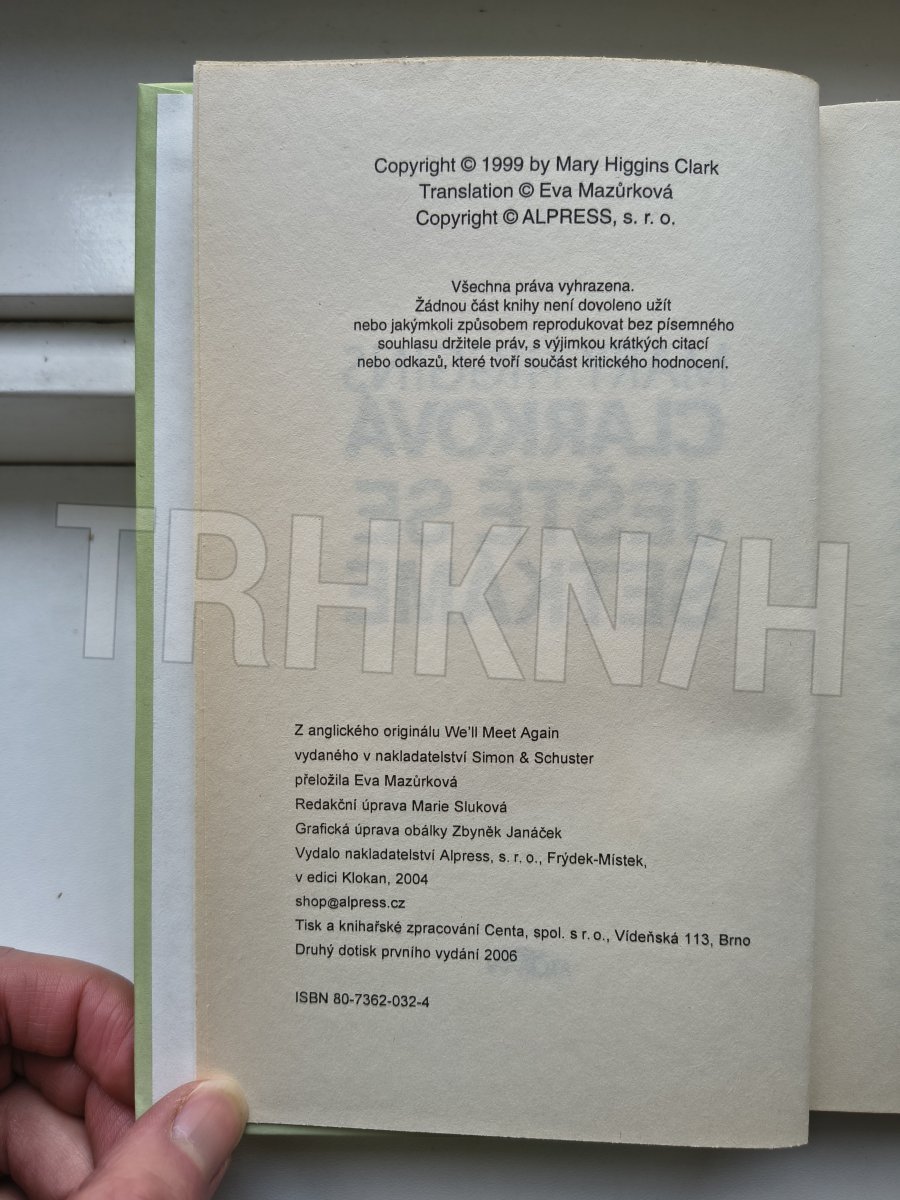 Copyright © 1999 by Mary Higgins Clark
Translation © Eva Mazůrková
Copyright © ALPRESS, s. r. o.
Všechna práva vyhrazena.
Žádnou část knihy není dovoleno užít
nebo jakýmkoli způsobem reprodukovat bez písemného
souhlasu držitele práv, s výjimkou krátkých citací
nebo odkazů, které tvoří součást kritického hodnocení.
CLARKOVÁ
JEŠTĚ SE
TRHKNIH
Z anglického originálu We'll Meet Again
vydaného v nakladatelství Simon & Schuster
přeložila Eva Mazůrková
Redakční úprava Marie Sluková
Grafická úprava obálky Zbyněk Janáček
Vydalo nakladatelství Alpress, s. r. o., Frýdek-Místek,
v edici Klokan, 2004
shop@alpress.cz
Tisk a knihařské zpracování Centa, spol. s r. o., Vídeňská 113, Brno
Druhý dotisk prvního vydání 2006
ISBN 80-7362-032-4